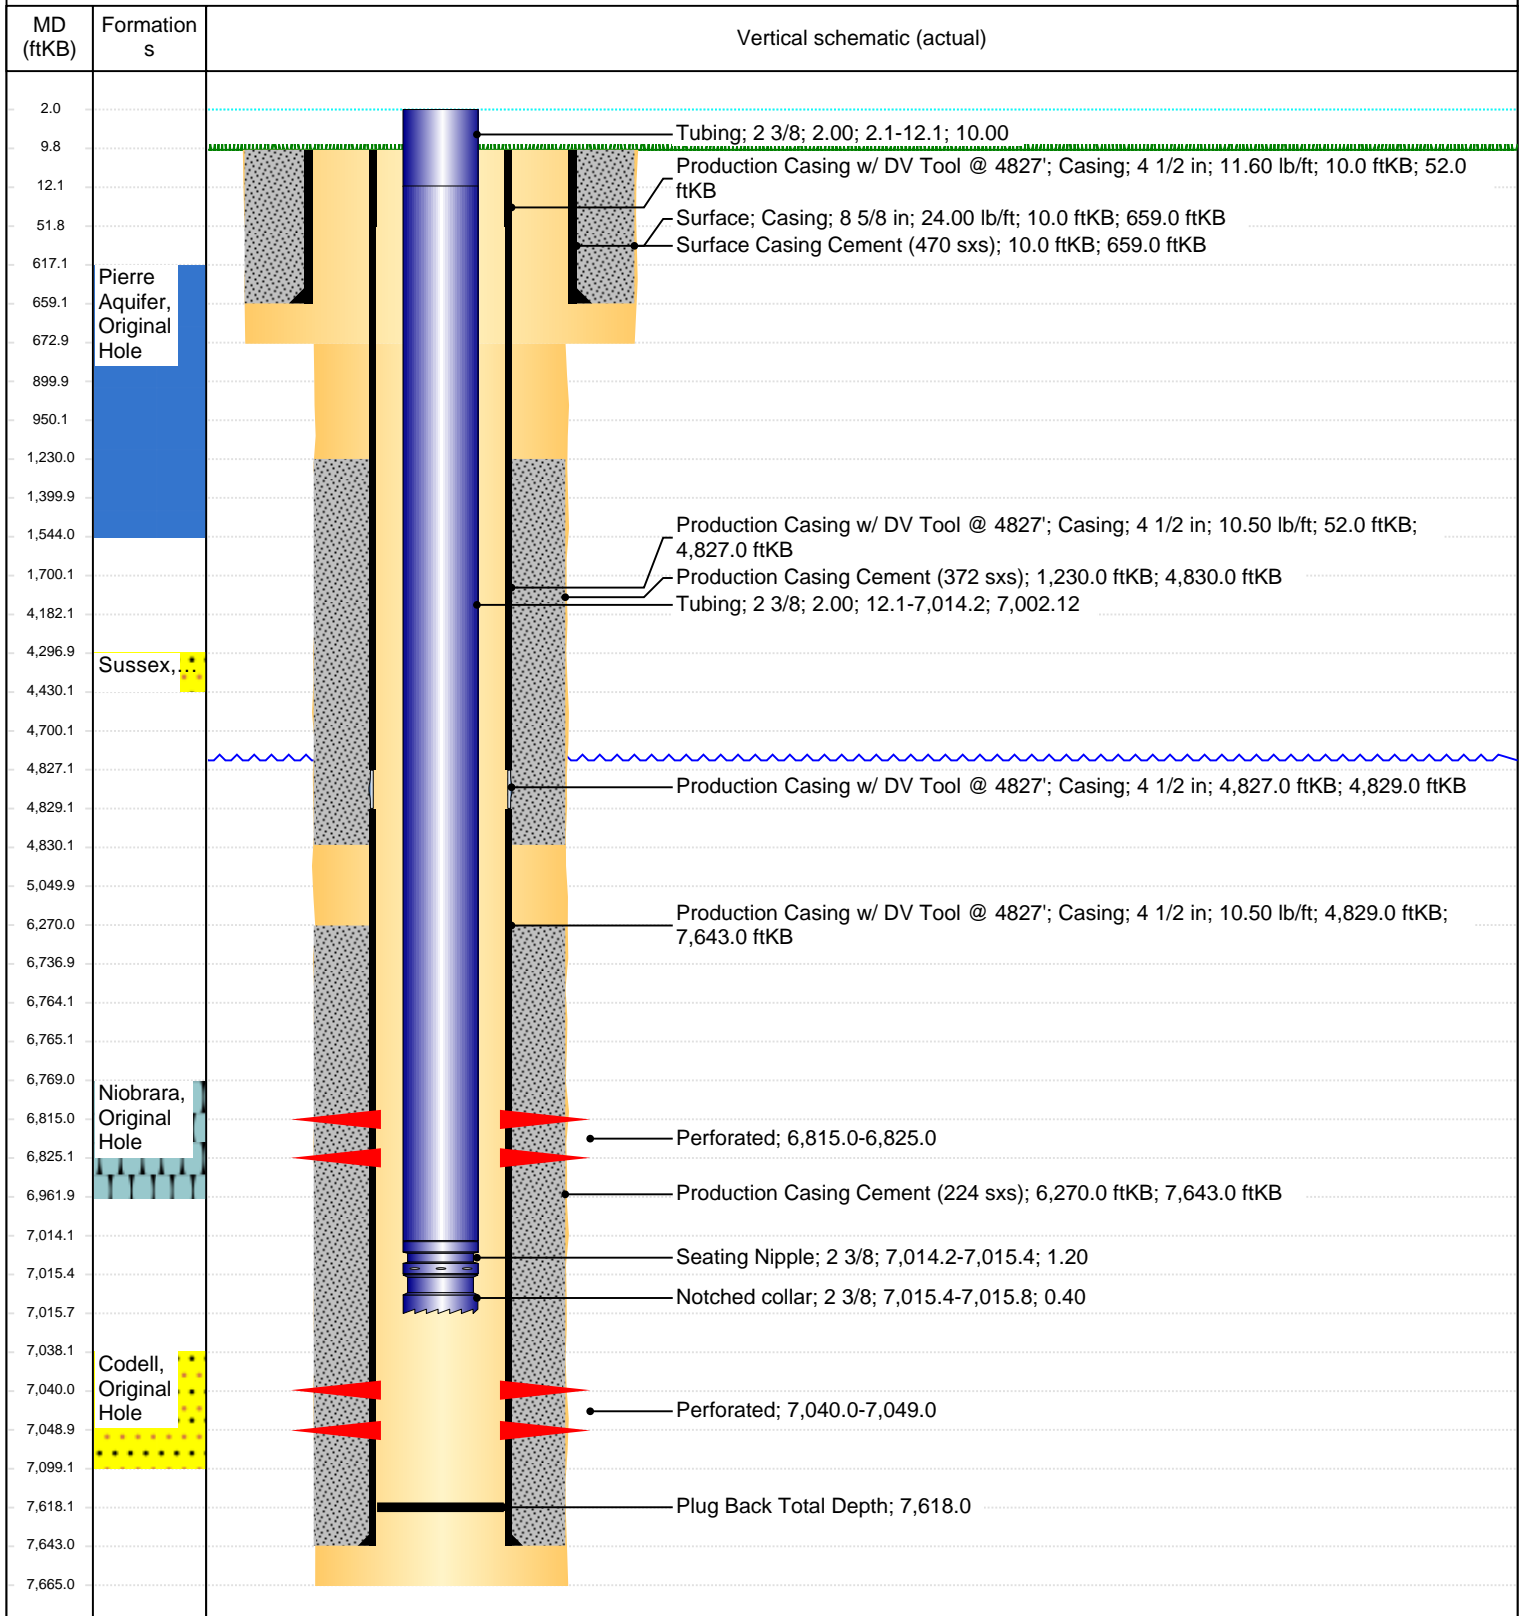 MD
(ftKB)
Formation
s
Vertical schematic (actual)
2.0
9.8
12.1
51.8
617.1
659.1
672.9
899.9
950.1
1,230.0
1,399.9
1,544.0
1,700.1
4,182.1
4,296.9
4,430.1
4,700.1
4,827.1
4,829.1
4,830.1
5,049.9
6,270.0
6,736.9
6,764.1
6,765.1
6,769.0
6,815.0
6,825.1
6,961.9
7,014.1
7,015.4
7,015.7
7,038.1
7,040.0
7,048.9
7,099.1
7,618.1
7,643.0
7,665.0
Pierre
Aquifer,
Original
Hole
Sussex,...
Niobrara,
Original
Hole
Codell,
Original
Hole
Tubing; 2 3/8; 2.00; 2.1-12.1; 10.00
Production Casing w/ DV Tool @ 4827'; Casing; 4 1/2 in; 11.60 lb/ft; 10.0 ftKB; 52.0
ftKB
Surface; Casing; 8 5/8 in; 24.00 lb/ft; 10.0 ftKB; 659.0 ftKB
Surface Casing Cement (470 sxs); 10.0 ftKB; 659.0 ftKB
Production Casing w/ DV Tool @ 4827'; Casing; 4 1/2 in; 10.50 lb/ft; 52.0 ftKB;
4,827.0 ftKB
Production Casing Cement (372 sxs); 1,230.0 ftKB; 4,830.0 ftKB
Tubing; 2 3/8; 2.00; 12.1-7,014.2; 7,002.12
Production Casing w/ DV Tool @ 4827'; Casing; 4 1/2 in; 4,827.0 ftKB; 4,829.0 ftKB
Production Casing w/ DV Tool @ 4827'; Casing; 4 1/2 in; 10.50 lb/ft; 4,829.0 ftKB;
7,643.0 ftKB
Perforated; 6,815.0-6,825.0
Production Casing Cement (224 sxs); 6,270.0 ftKB; 7,643.0 ftKB
Seating Nipple; 2 3/8; 7,014.2-7,015.4; 1.20
Notched collar; 2 3/8; 7,015.4-7,015.8; 0.40
Perforated; 7,040.0-7,049.0
Plug Back Total Depth; 7,618.0